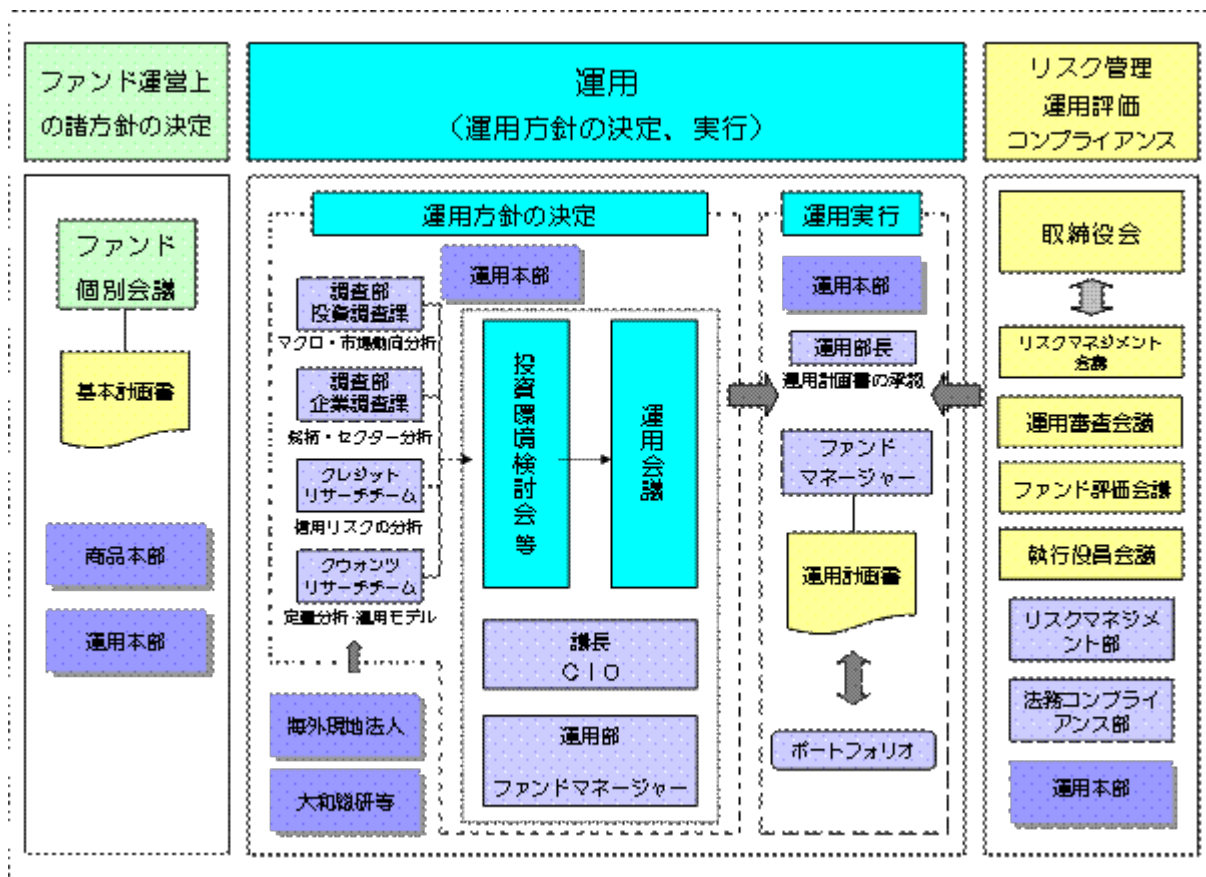 ファンド運営上
の諸方針の決定
運用
(運用方針の決定、実行)
リスク管理
運用評価
コンプライアンス
ファンド
個別会議
基本計画書
商品本部
運用本部
運用方針の決定
運用本部
調査部
投資調査課
マクロ・市場動向分析
調査部
企業調査課
銘柄・セクター分析
クレジット
リサーチチーム
信用リスクの分析
クウォンツ
リサーチチーム
定量分析・運用モデル
海外現地法人
大和総研等
投資環境検討会等
運用会議
議長
CIO
運用部
ファンドマネージャー
運用実行
運用本部
運用部長
運用計画書の承認
ファンド
マネージャー
運用計画書
ポートフォリオ
取締役会
リスクマネジメント
会議
運用審査会議
ファンド評価会議
執行役員会議
リスクマネジメ
ント部
法務コンプライ
アンス部
運用本部